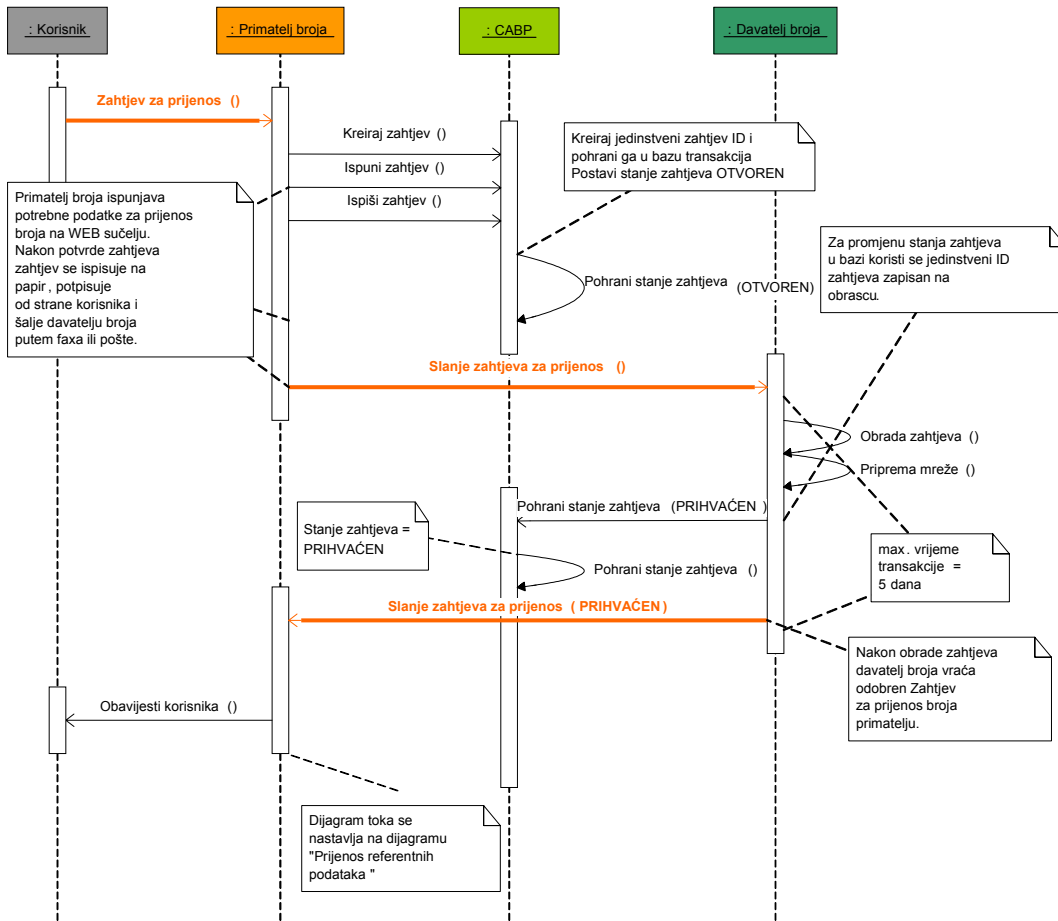 : Korisnik
: Primatelj broja
: CABP
: Davatelj broja
Zahtjev za prijenos ()
Kreiraj zahtjev ()
Ispuni zahtjev ()
Ispiši zahtjev ()
Kreiraj jedinstveni zahtjev ID i
pohrani ga u bazu transakcija
Postavi stanje zahtjeva OTVOREN
Primatelj broja ispunjava
potrebne podatke za prijenos
broja na WEB sučelju.
Nakon potvrde zahtjeva
zahtjev se ispisuje na
papir, potpisuje
od strane korisnika i
šalje davatelju broja
putem faxa ili pošte.
Za promjenu stanja zahtjeva
u bazi koristi se jedinstveni ID
zahtjeva zapisan na
obrascu.
Pohrani stanje zahtjeva (OTVOREN)
Slanje zahtjeva za prijenos ()
Obrada zahtjeva ()
Priprema mreže ()
Pohrani stanje zahtjeva (PRIHVAĆEN )
Stanje zahtjeva =
PRIHVAĆEN
Pohrani stanje zahtjeva ()
max. vrijeme
transakcije =
5 dana
Slanje zahtjeva za prijenos ( PRIHVAĆEN )
Nakon obrade zahtjeva
davatelj broja vraća
odobren Zahtjev
za prijenos broja
primatelju.
Obavijesti korisnika ()
Dijagram toka se
nastavlja na dijagramu
"Prijenos referentnih
podataka "